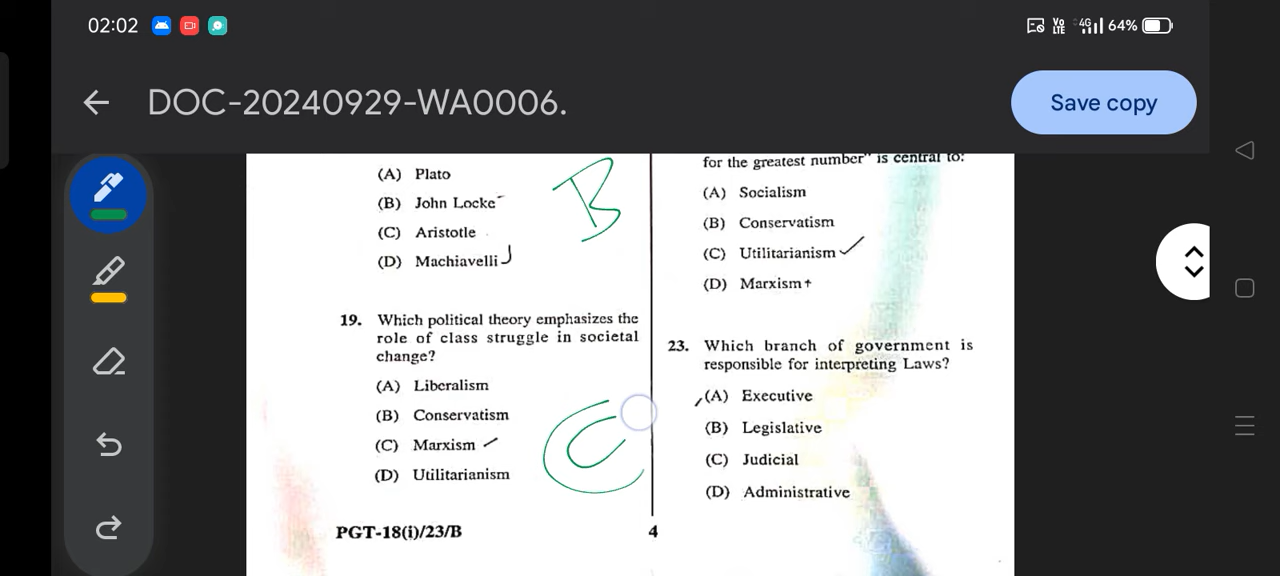 02:02
Vo LTE 4G 64%
DOC-20240929-WA0006.
Save copy
(A) Plato
(B) John Locke
(C) Aristotle
(D) Machiavelli
B
19. Which political theory emphasizes the
role of class struggle in societal
change?
(A) Liberalism
(B) Conservatism
(C) Marxism
(D) Utilitarianism
C
PGT-18(i)/23/B
4
for the greatest number" is central to:
(A) Socialism
(B) Conservatism
(C) Utilitarianism
(D) Marxism
23. Which branch of government is
responsible for interpreting Laws?
(A) Executive
(B) Legislative
(C) Judicial
(D) Administrative